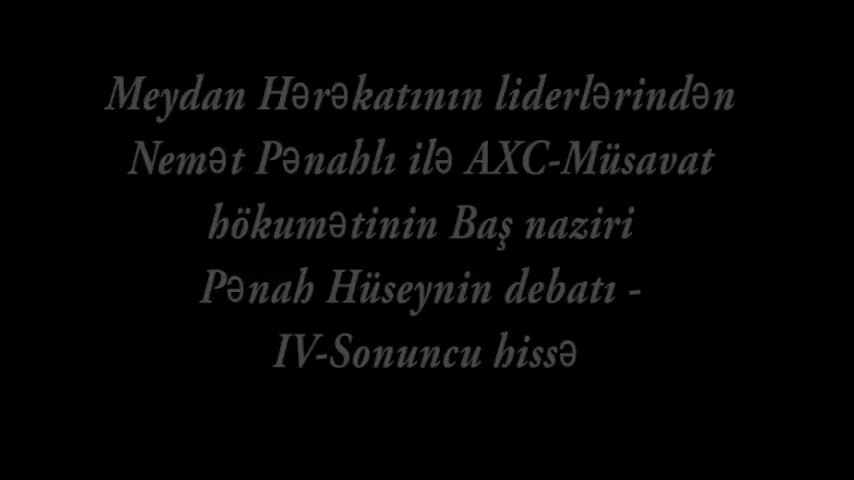 Meydan Hərəkatının liderlərindən
Nemət Pənahlı ilə AXC-Müsavat
hökumətinin Baş naziri
Pənah Hüseynin debatı -
IV-Sonuncu hissə